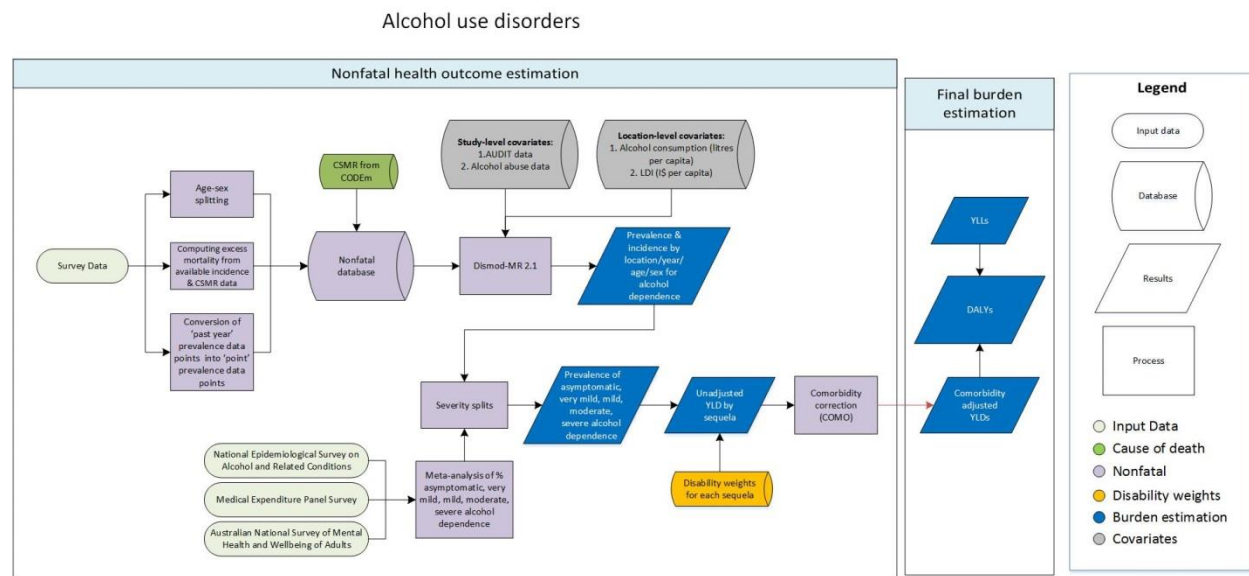 Alcohol use disorders
Nonfatal health outcome estimation
Survey Data
Age-sex
splitting
Computing excess
mortality from
available incidence
& CSMR data
Conversion of
'past year'
prevalence data
points into 'point'
prevalence data
points
CSMR from
CODEm
Nonfatal
database
Study-level covariates:
1.AUDIT data
2. Alcohol abuse data
Location-level covariates:
1. Alcohol consumption (litres
per capita)
2. LDI (I$ per capita)
Dismod-MR 2.1
Prevalence &
incidence by
location/year/
age/sex for
alcohol
dependence
Severity splits
Prevalence of
asymptomatic,
very mild, mild,
moderate,
severe alcohol
dependence
Unadjusted
YLD by
sequela
Comorbidity
correction
(COMO)
National Epidemiological Survey on
Alcohol and Related Conditions
Medical Expenditure Panel Survey
Australian National Survey of Mental
Health and Wellbeing of Adults
Meta-analysis of %
asymptomatic, very
mild, mild, moderate,
severe alcohol
dependence
Disability weights
for each sequela
Final burden
estimation
YLLs
DALYs
Comorbidity
adjusted
YLDs
Legend
Input data
Database
Results
Process
Input Data
Cause of death
Nonfatal
Disability weights
Burden estimation
Covariates